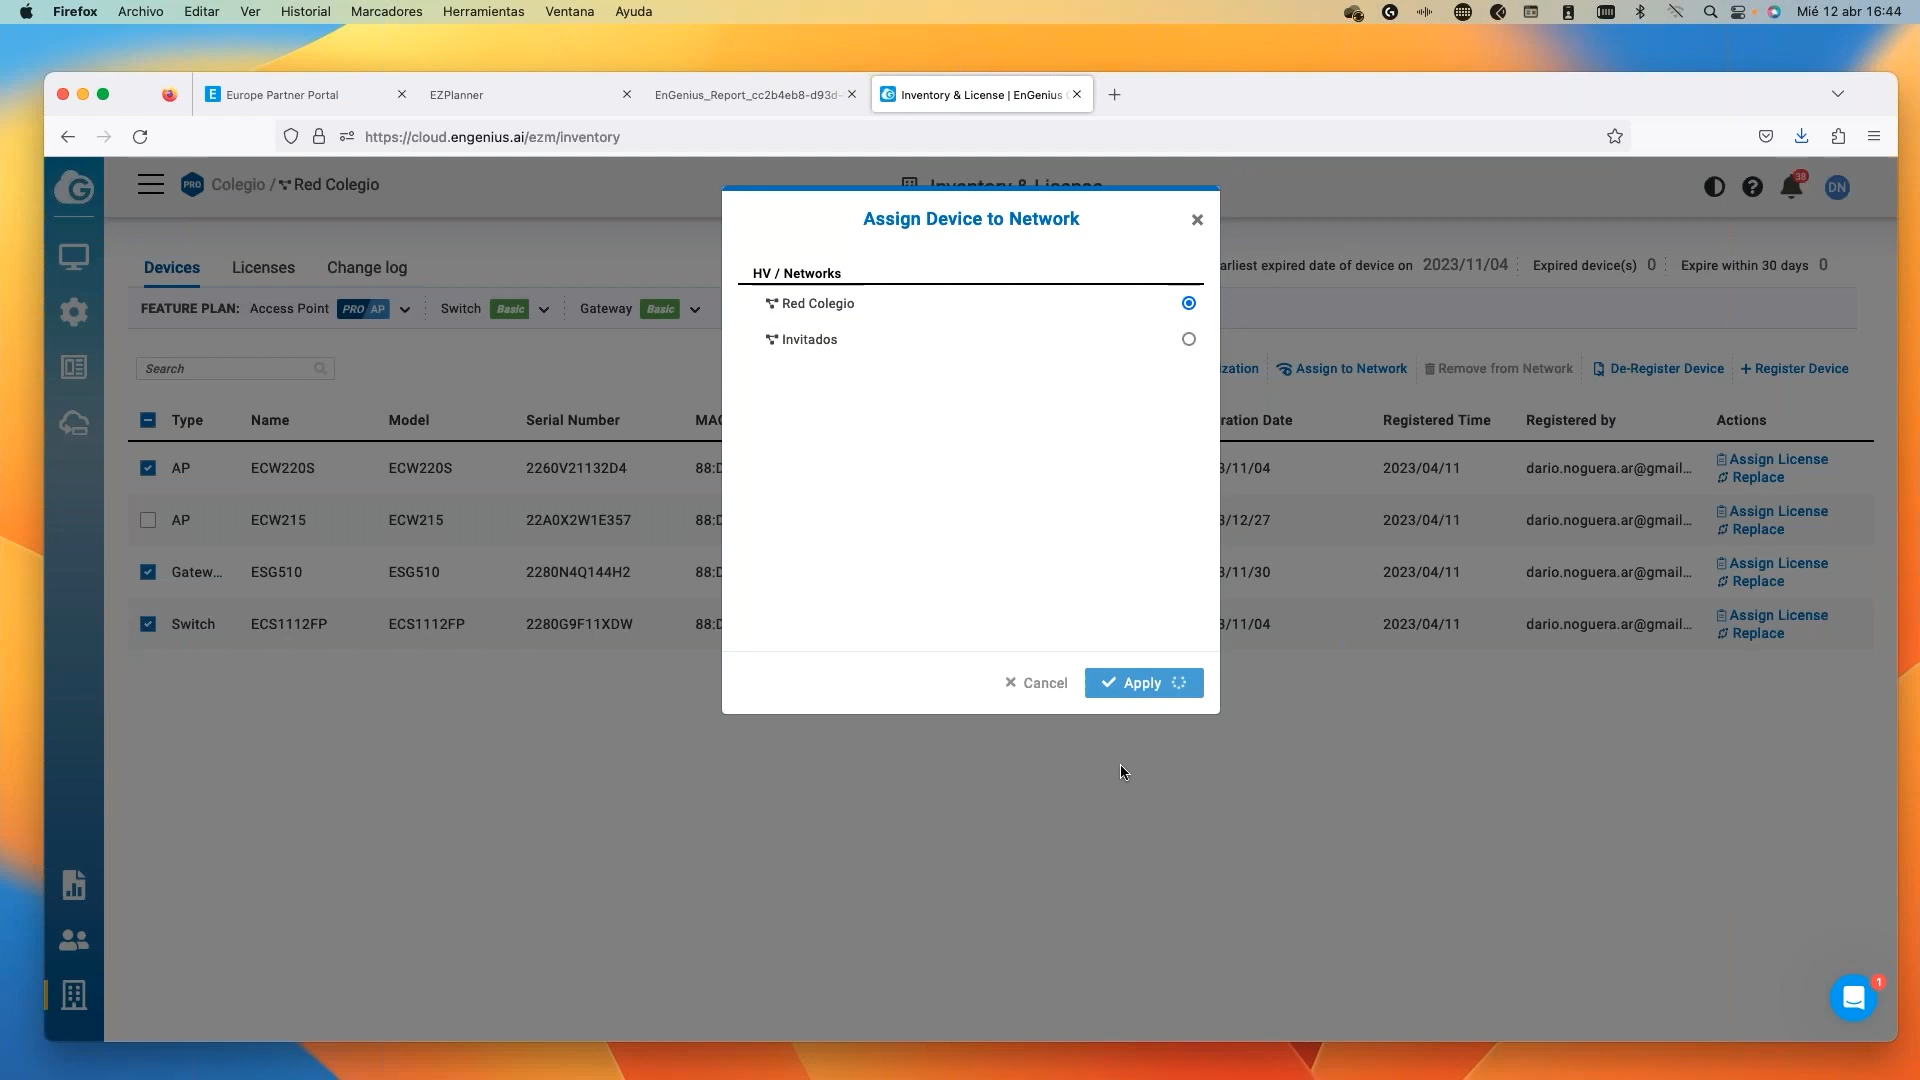 Firefox Archivo Editar Ver Historial Marcadores Herramientas Ventana Ayuda Mié 12 abr 16:44
Europe Partner Portal EZPlanner EnGenius_Report_cc2b4eb8-d93d- Inventory & License | EnGenius
https://cloud.engenius.ai/ezm/inventory
PRO Colegio / Red Colegio Inventory & License 38 DN
Assign Device to Network
Devices Licenses Change log arliest expired date of device on 2023/11/04 Expired device(s) 0 Expire within 30 days 0
HV / Networks
FEATURE PLAN: Access Point PRO AP Switch Basic Gateway Basic
Red Colegio
Invitados
Search ization Assign to Network Remove from Network De-Register Device + Register Device
Type Name Model Serial Number MAC ration Date Registered Time Registered by Actions
AP ECW220S ECW220S 2260V21132D4 88:D 3/11/04 2023/04/11 dario.noguera.ar@gmail... Assign License
Replace
AP ECW215 ECW215 22A0X2W1E357 88:D 3/12/27 2023/04/11 dario.noguera.ar@gmail... Assign License
Replace
Gatew... ESG510 ESG510 2280N4Q144H2 88:D 3/11/30 2023/04/11 dario.noguera.ar@gmail... Assign License
Replace
Switch ECS1112FP ECS1112FP 2280G9F11XDW 88:D 3/11/04 2023/04/11 dario.noguera.ar@gmail... Assign License
Replace
Cancel Apply
1